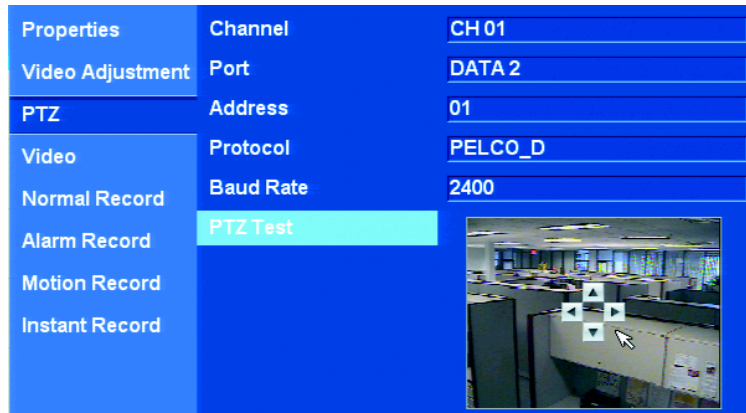 Properties
Video Adjustment
PTZ
Video
Normal Record
Alarm Record
Motion Record
Instant Record
Channel CH 01
Port DATA 2
Address 01
Protocol PELCO_D
Baud Rate 2400
PTZ Test